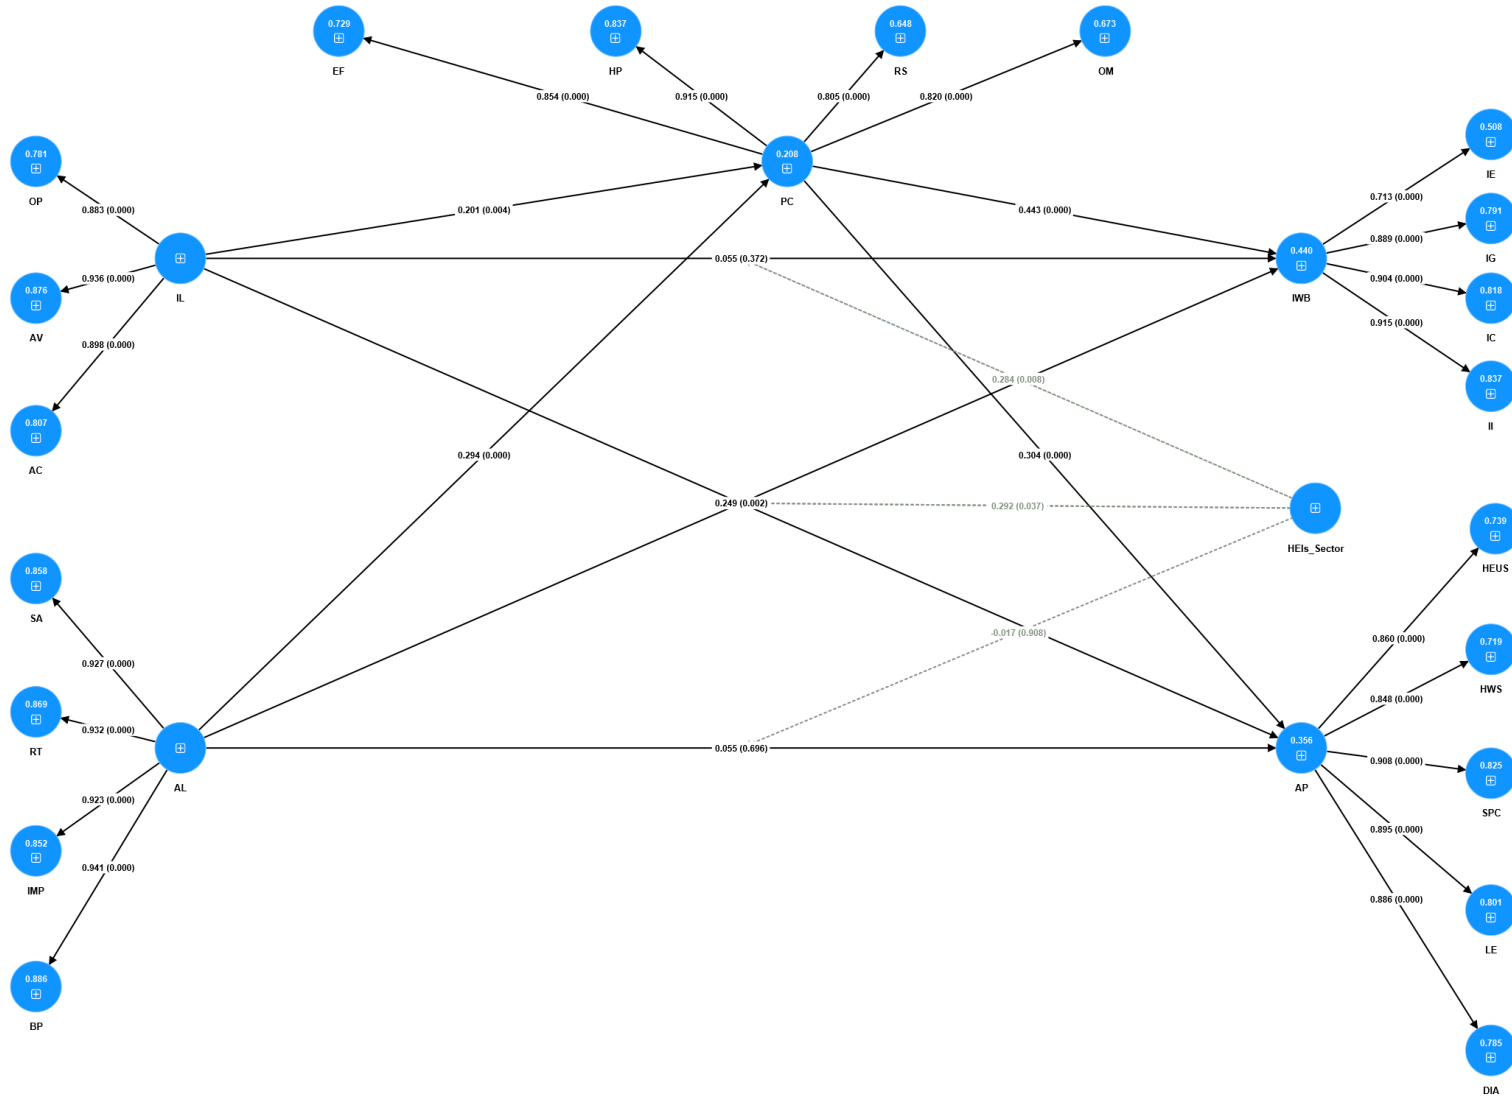 0.729
EF
0.837
HP
0.648
RS
0.673
OM
0.854 (0.000)
0.915 (0.000)
0.805 (0.000)
0.820 (0.000)
0.781
OP
0.208
PC
0.508
IE
0.883 (0.000)
0.201 (0.004)
0.443 (0.000)
0.713 (0.000)
0.791
IG
0.889 (0.000)
IL
0.055 (0.372)
0.440
IWB
0.936 (0.000)
0.876
AV
0.904 (0.000)
0.818
IC
0.898 (0.000)
0.915 (0.000)
0.284 (0.008)
0.837
II
0.807
AC
0.294 (0.000)
0.304 (0.000)
0.249 (0.002)
0.292 (0.037)
HEIs_Sector
0.739
HEUS
0.858
SA
0.927 (0.000)
-0.017 (0.908)
0.860 (0.000)
0.719
HWS
0.869
RT
0.932 (0.000)
0.848 (0.000)
AL
0.055 (0.696)
0.356
AP
0.908 (0.000)
0.825
SPC
0.923 (0.000)
0.852
IMP
0.895 (0.000)
0.941 (0.000)
0.886 (0.000)
0.801
LE
0.886
BP
0.785
DIA